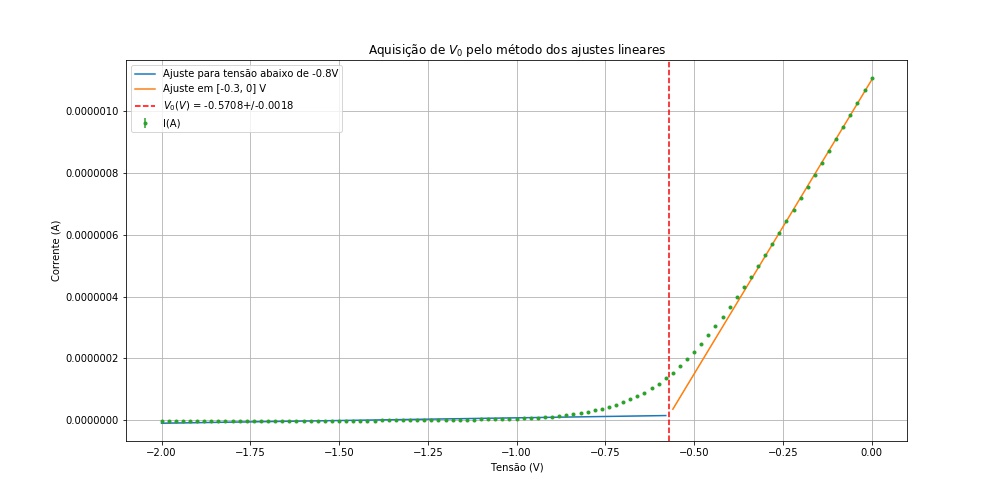 Aquisição de V₀ pelo método dos ajustes lineares
Ajuste para tensão abaixo de -0.8V
Ajuste em [-0.3, 0] V
V₀(V) = -0.5708+/-0.0018
I(A)
Corrente (A)
0.0000010
0.0000008
0.0000006
0.0000004
0.0000002
0.0000000
−2.00 −1.75 −1.50 −1.25 −1.00 −0.75 −0.50 −0.25 0.00
Tensão (V)